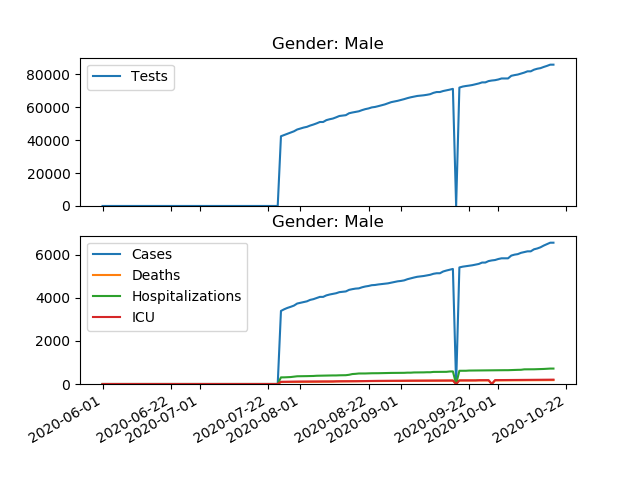 Gender: Male
Tests
80000
60000
40000
20000
0
Gender: Male
Cases
Deaths
Hospitalizations
ICU
6000
4000
2000
0
2020-06-01
2020-06-22
2020-07-01
2020-07-22
2020-08-01
2020-08-22
2020-09-01
2020-09-22
2020-10-01
2020-10-22